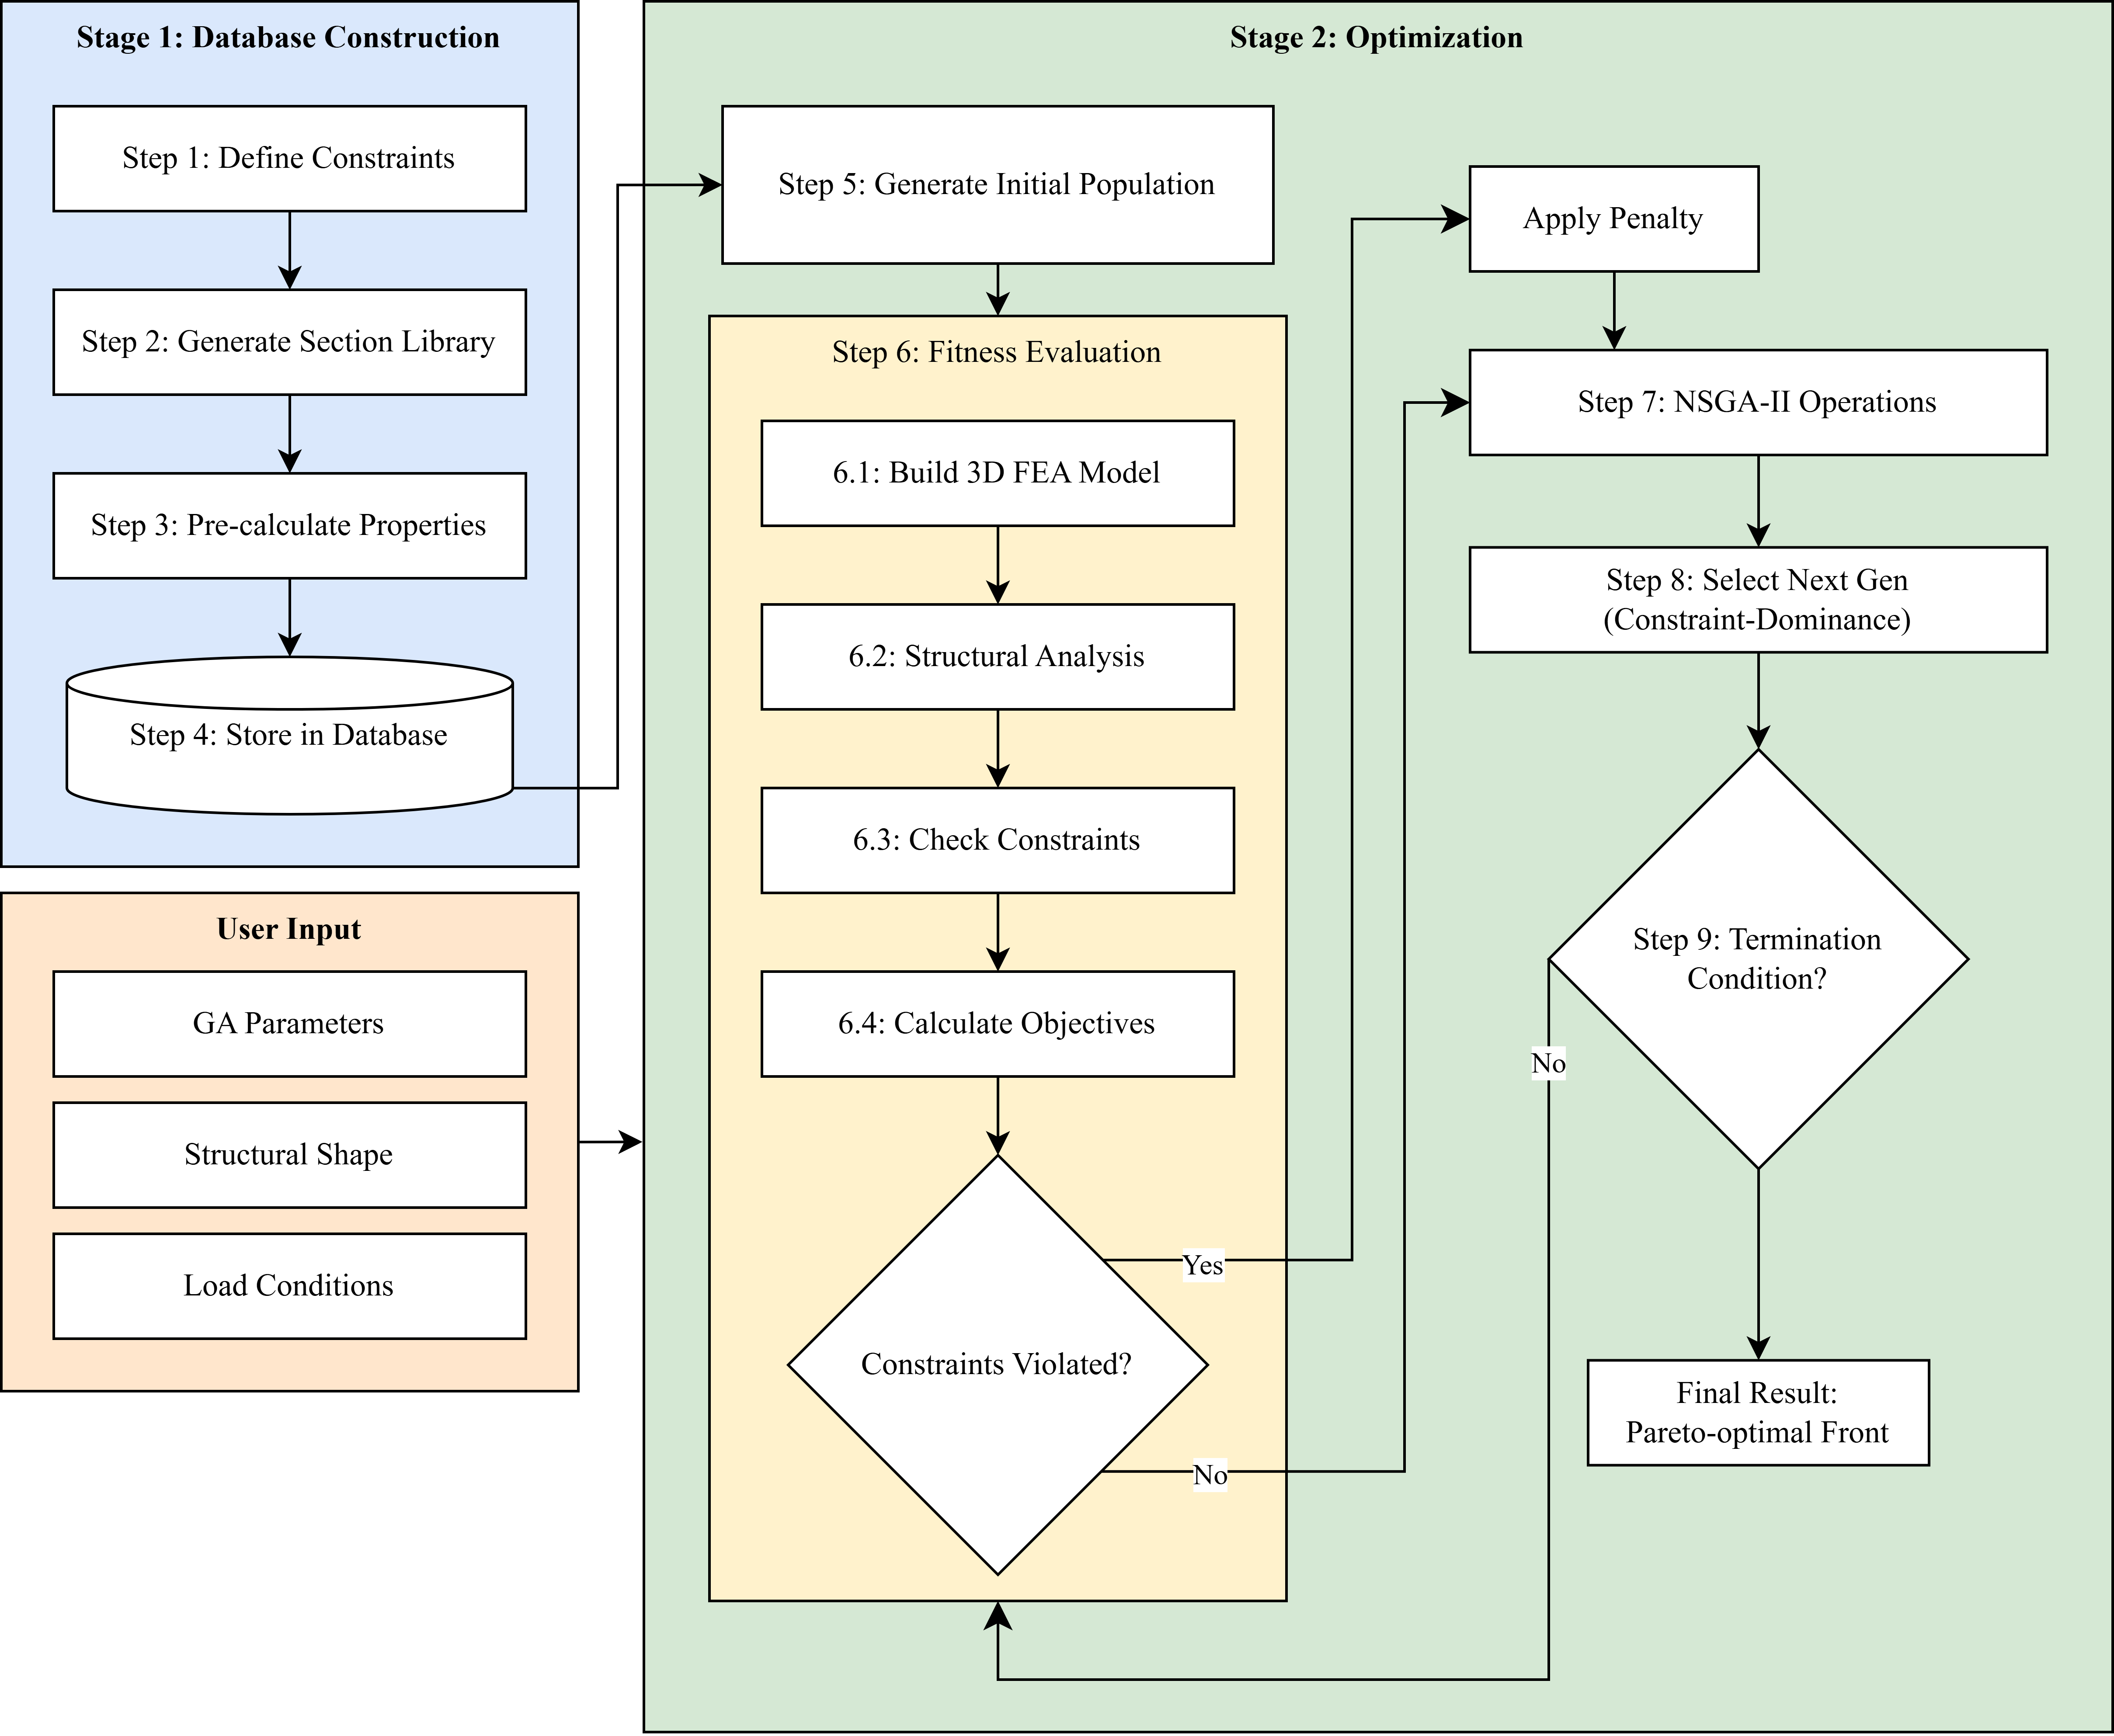 Stage 1: Database Construction
Step 1: Define Constraints
Step 2: Generate Section Library
Step 3: Pre-calculate Properties
Step 4: Store in Database
User Input
GA Parameters
Structural Shape
Load Conditions
Stage 2: Optimization
Step 5: Generate Initial Population
Step 6: Fitness Evaluation
6.1: Build 3D FEA Model
6.2: Structural Analysis
6.3: Check Constraints
6.4: Calculate Objectives
Constraints Violated?
Yes
No
Apply Penalty
Step 7: NSGA-II Operations
Step 8: Select Next Gen
(Constraint-Dominance)
Step 9: Termination
Condition?
No
Final Result:
Pareto-optimal Front